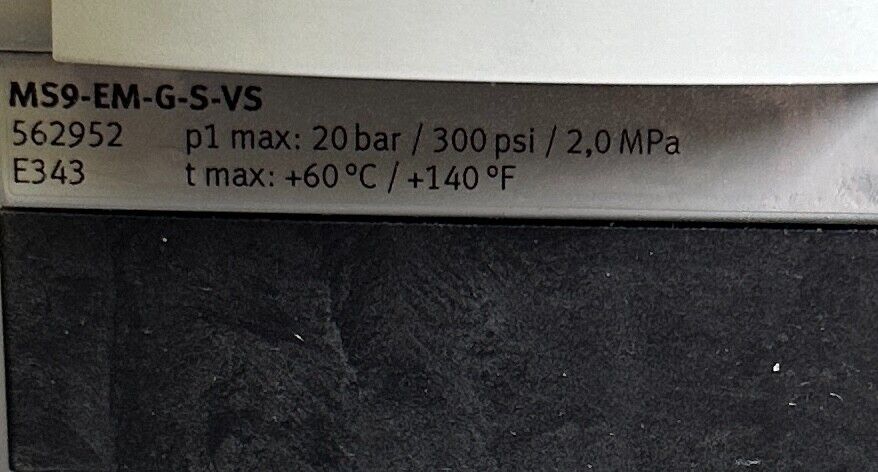 MS9-EM-G-S-VS
562952 p1 max: 20 bar / 300 psi / 2,0 MPa
E343 t max: +60 °C / +140 °F